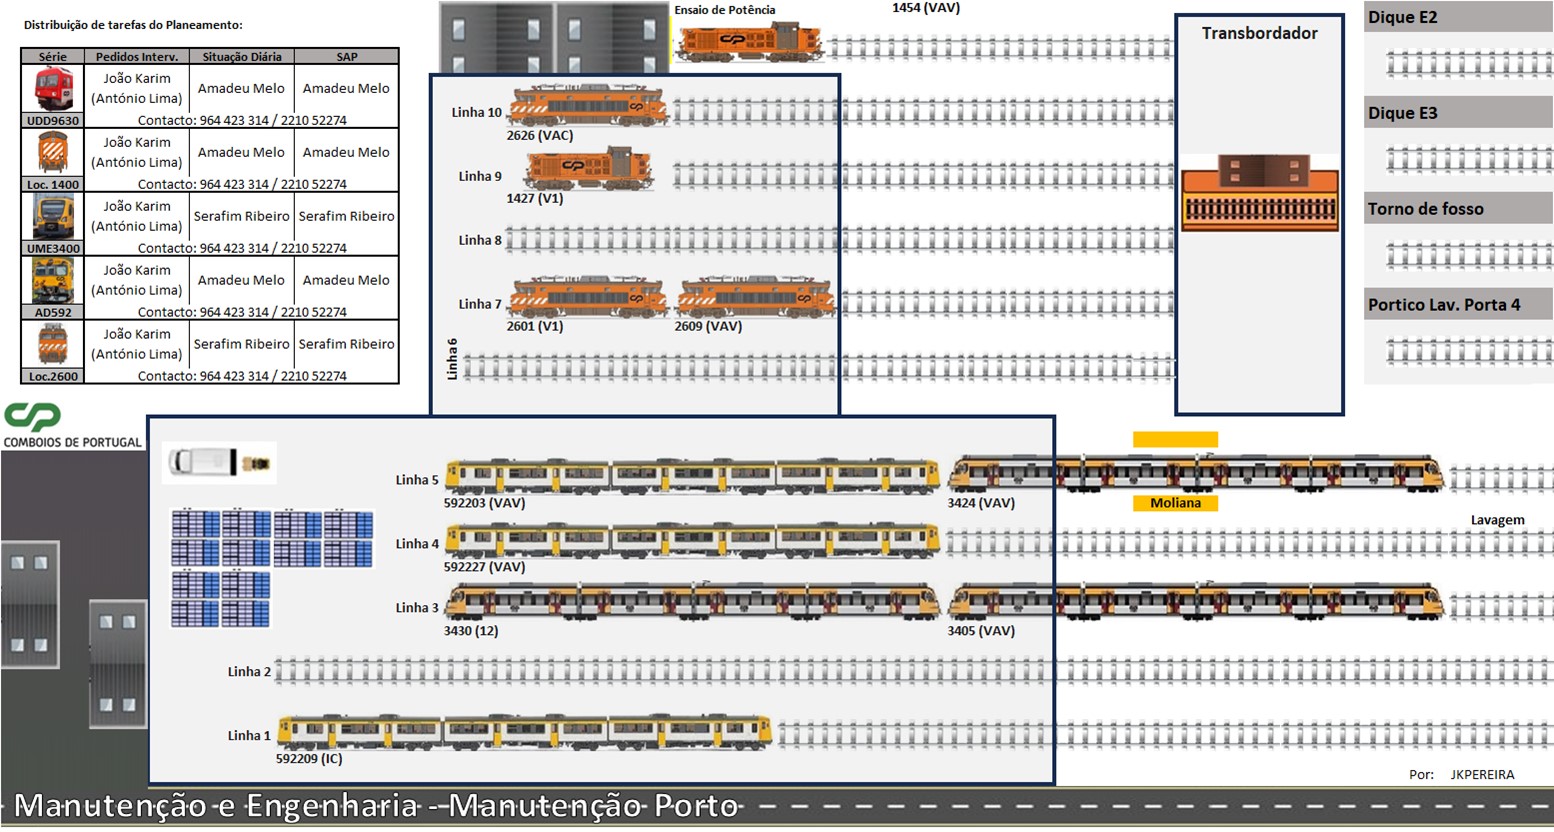 Distribuição de tarefas do Planeamento:
Série Pedidos Interv. Situação Diária SAP
UDD9630 João Karim (António Lima) Amadeu Melo Amadeu Melo
Contacto: 964 423 314 / 2210 52274
Loc. 1400 João Karim (António Lima) Amadeu Melo Amadeu Melo
Contacto: 964 423 314 / 2210 52274
UME3400 João Karim (António Lima) Serafim Ribeiro Serafim Ribeiro
Contacto: 964 423 314 / 2210 52274
AD592 João Karim (António Lima) Amadeu Melo Amadeu Melo
Contacto: 964 423 314 / 2210 52274
Loc.2600 João Karim (António Lima) Serafim Ribeiro Serafim Ribeiro
Contacto: 964 423 314 / 2210 52274
CP
COMBOIOS DE PORTUGAL
Ensaio de Potência
1454 (VAV)
Linha 10
2626 (VAC)
Linha 9
1427 (V1)
Linha 8
Linha 7
2601 (V1)
2609 (VAV)
Linha 6
Transbordador
Dique E2
Dique E3
Torno de fosso
Portico Lav. Porta 4
Linha 5
592203 (VAV)
3424 (VAV)
Moliana
Lavagem
Linha 4
592227 (VAV)
Linha 3
3430 (12)
3405 (VAV)
Linha 2
Linha 1
592209 (IC)
Por: JKPEREIRA
Manutenção e Engenharia - Manutenção Porto